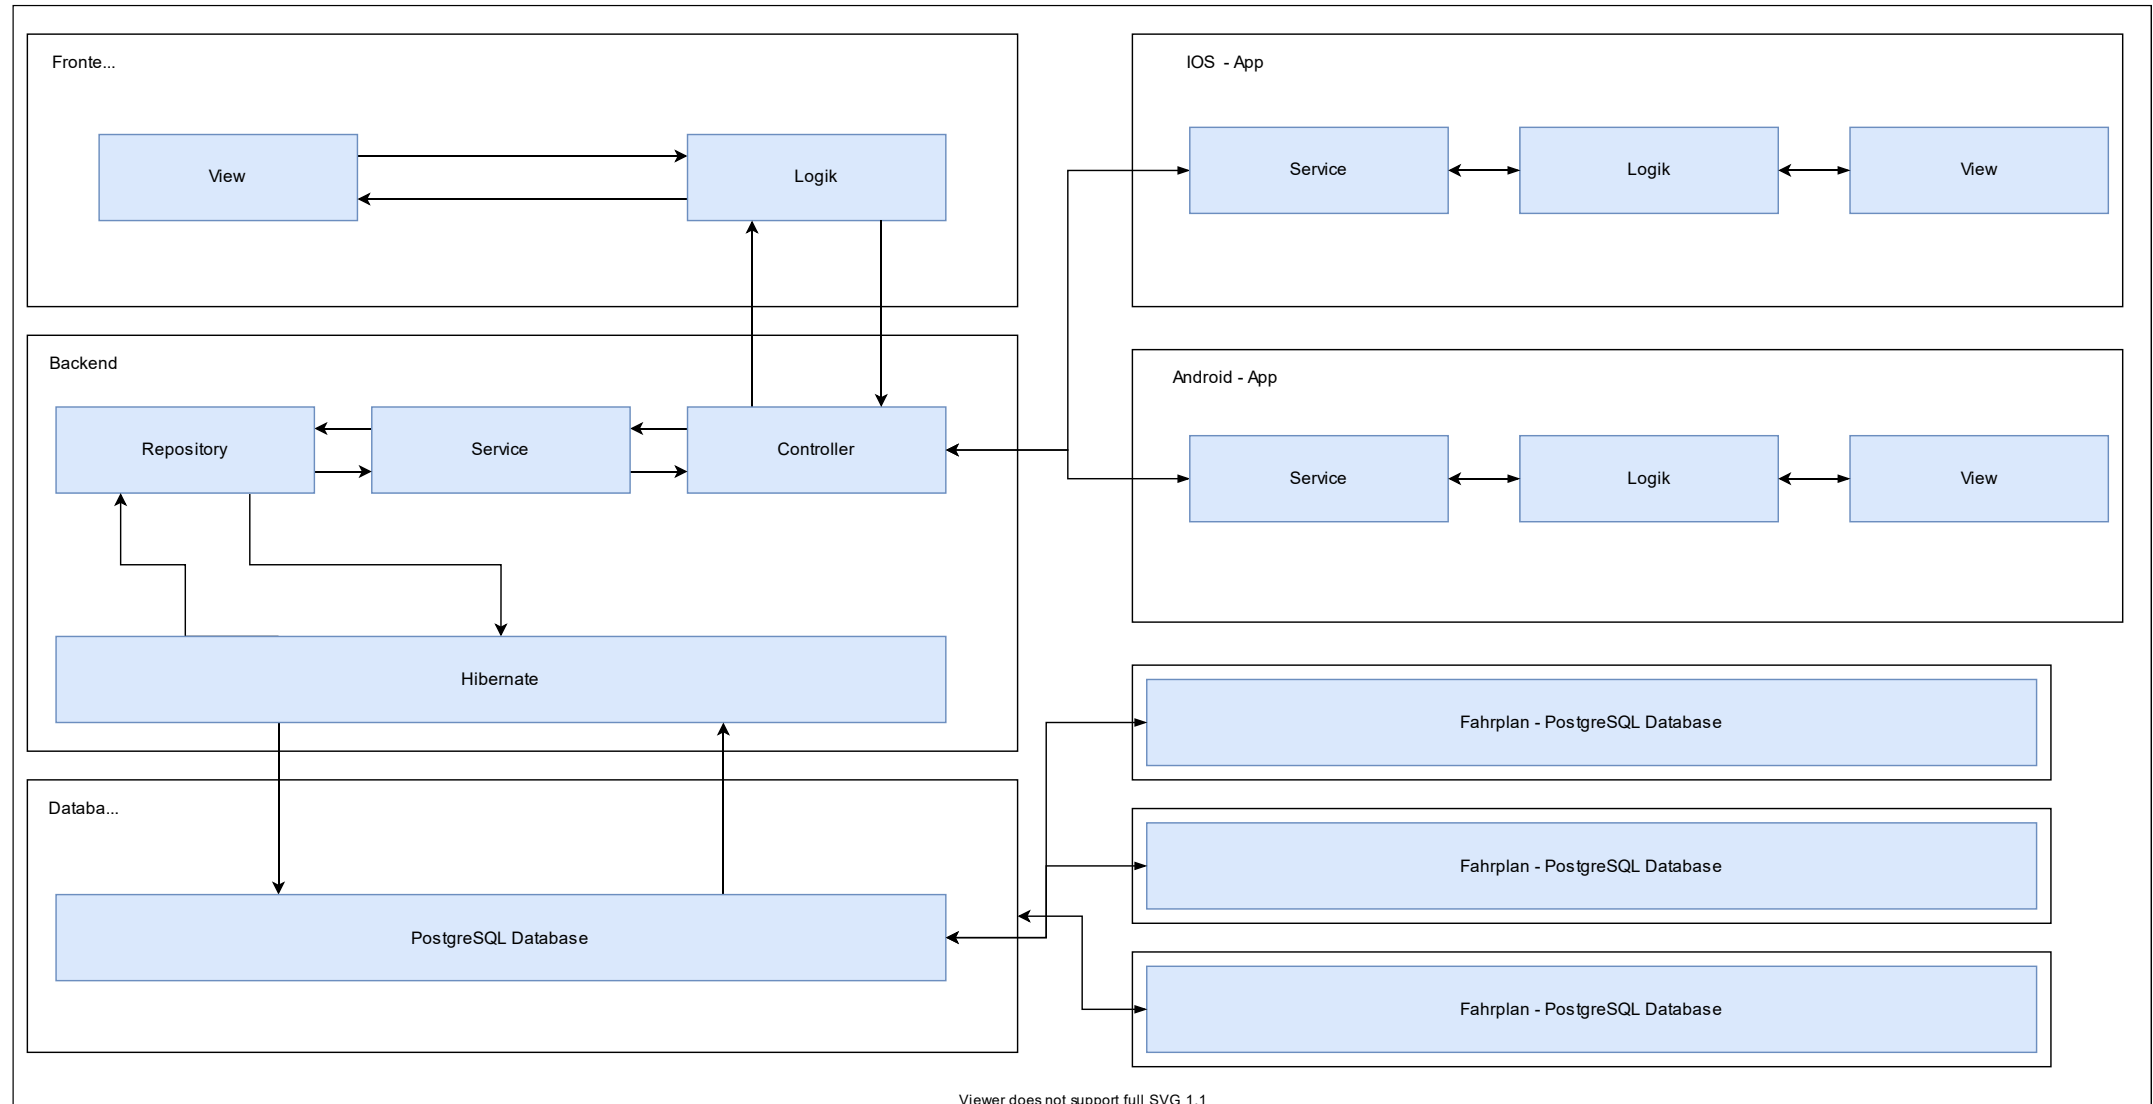 Fronte...
View
Logik
Backend
Repository
Service
Controller
Hibernate
Databa...
PostgreSQL Database
IOS - App
Service
Logik
View
Android - App
Service
Logik
View
Fahrplan - PostgreSQL Database
Fahrplan - PostgreSQL Database
Fahrplan - PostgreSQL Database
Viewer does not support full SVG 1.1